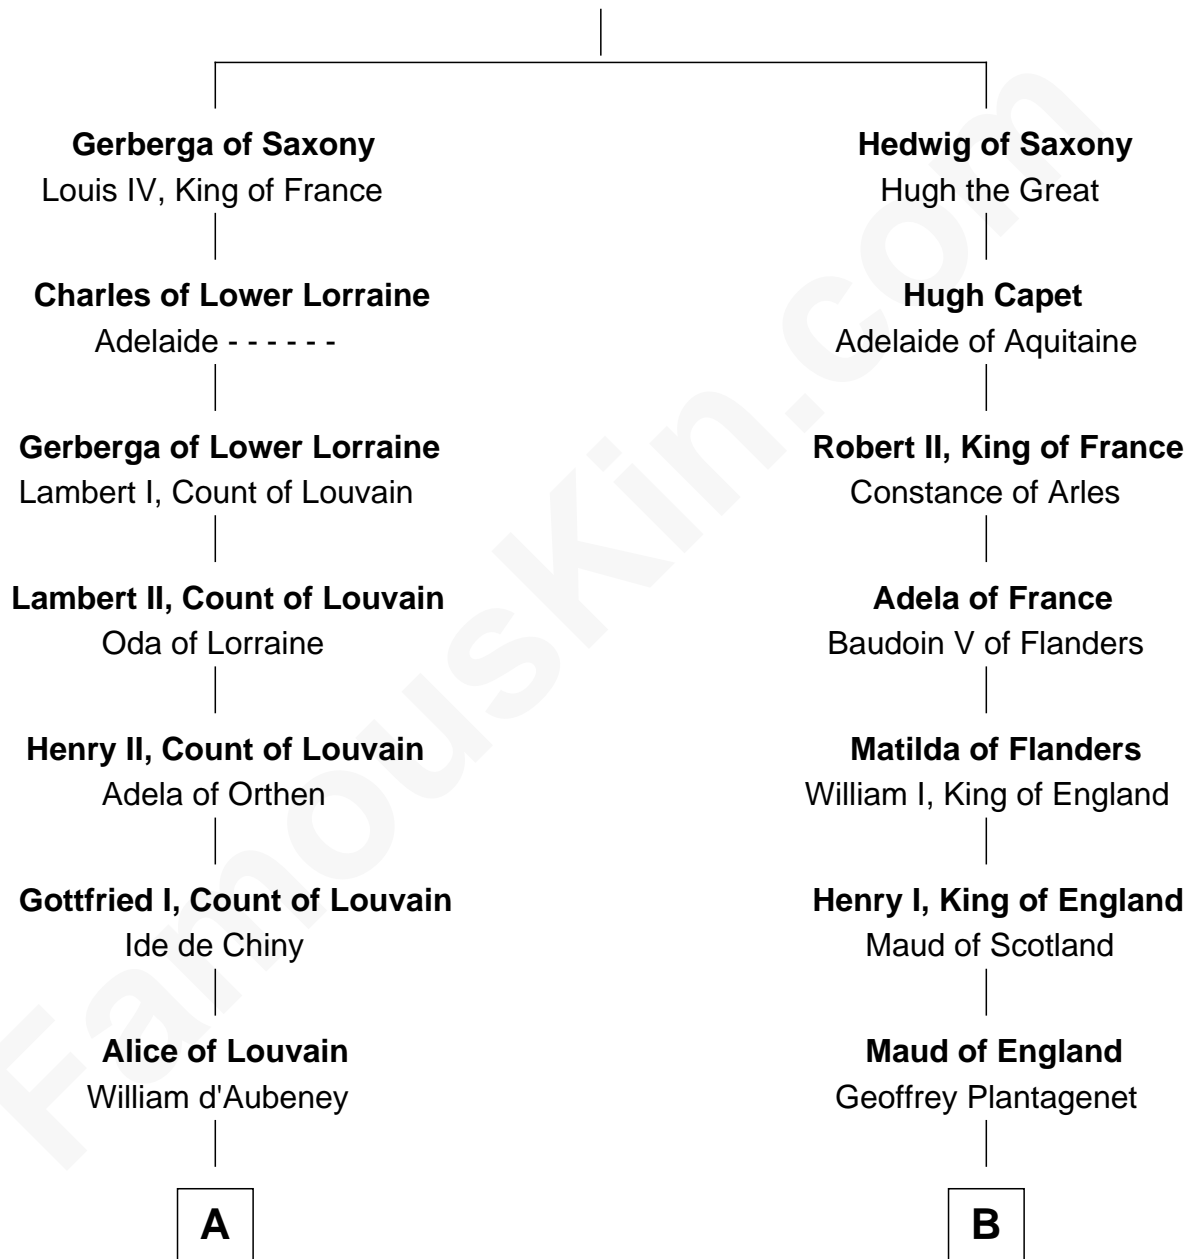 Gerberga of Saxony
Louis IV, King of France
Charles of Lower Lorraine
Adelaide - - - - - -
Gerberga of Lower Lorraine
Lambert I, Count of Louvain
Lambert II, Count of Louvain
Oda of Lorraine
Henry II, Count of Louvain
Adela of Orthen
Gottfried I, Count of Louvain
Ide de Chiny
Alice of Louvain
William d'Aubeney
A
Hedwig of Saxony
Hugh the Great
Hugh Capet
Adelaide of Aquitaine
Robert II, King of France
Constance of Arles
Adela of France
Baudoin V of Flanders
Matilda of Flanders
William I, King of England
Henry I, King of England
Maud of Scotland
Maud of England
Geoffrey Plantagenet
B
FamousKin.com